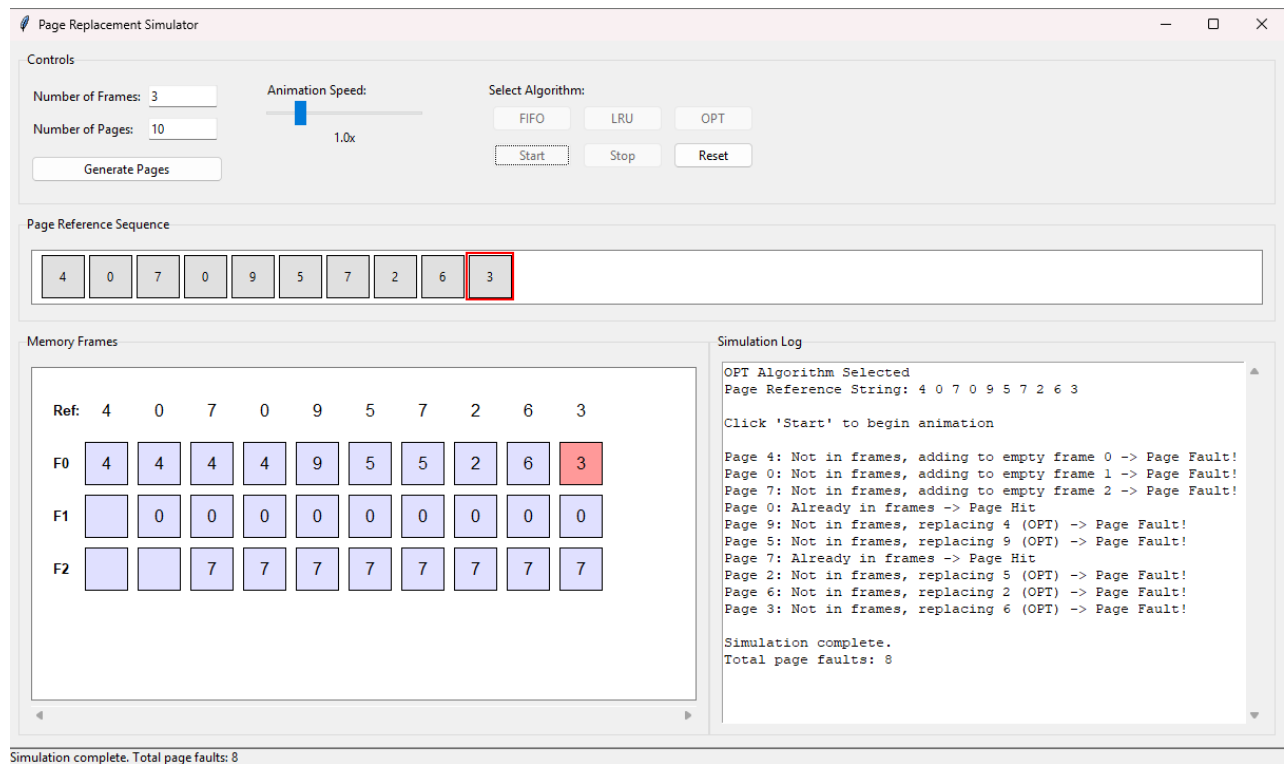 Page Replacement Simulator
Controls
Number of Frames: 3
Number of Pages: 10
Generate Pages
Animation Speed:
1.0x
Select Algorithm:
FIFO LRU OPT
Start Stop Reset
Page Reference Sequence
4 0 7 0 9 5 7 2 6 3
Memory Frames
Ref: 4 0 7 0 9 5 7 2 6 3
F0 4 4 4 4 9 5 5 2 6 3
F1 0 0 0 0 0 0 0 0 0
F2 7 7 7 7 7 7 7 7
Simulation Log
OPT Algorithm Selected
Page Reference String: 4 0 7 0 9 5 7 2 6 3
Click 'Start' to begin animation
Page 4: Not in frames, adding to empty frame 0 -> Page Fault!
Page 0: Not in frames, adding to empty frame 1 -> Page Fault!
Page 7: Not in frames, adding to empty frame 2 -> Page Fault!
Page 0: Already in frames -> Page Hit
Page 9: Not in frames, replacing 4 (OPT) -> Page Fault!
Page 5: Not in frames, replacing 9 (OPT) -> Page Fault!
Page 7: Already in frames -> Page Hit
Page 2: Not in frames, replacing 5 (OPT) -> Page Fault!
Page 6: Not in frames, replacing 2 (OPT) -> Page Fault!
Page 3: Not in frames, replacing 6 (OPT) -> Page Fault!
Simulation complete.
Total page faults: 8
Simulation complete. Total page faults: 8